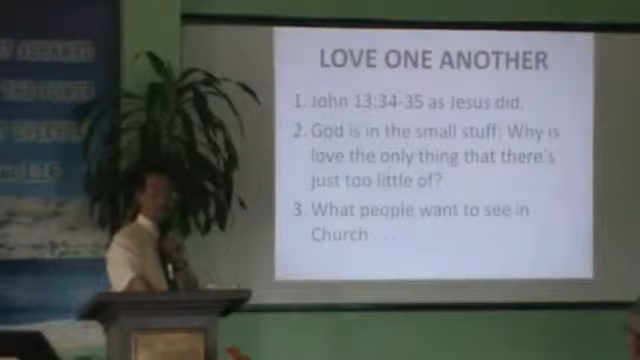 LOVE ONE ANOTHER
1. John 13:34-35 as Jesus did.
2. God is in the small stuff: Why is
love the only thing that there's
just too little of?
3. What people want to see in
Church ...
1:16